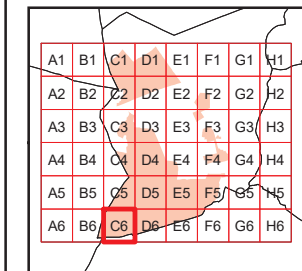 A1 B1 C1 D1 E1 F1 G1 H1
A2 B2 C2 D2 E2 F2 G2 H2
A3 B3 C3 D3 E3 F3 G3 H3
A4 B4 C4 D4 E4 F4 G4 H4
A5 B5 C5 D5 E5 F5 G5 H5
A6 B6 C6 D6 E6 F6 G6 H6